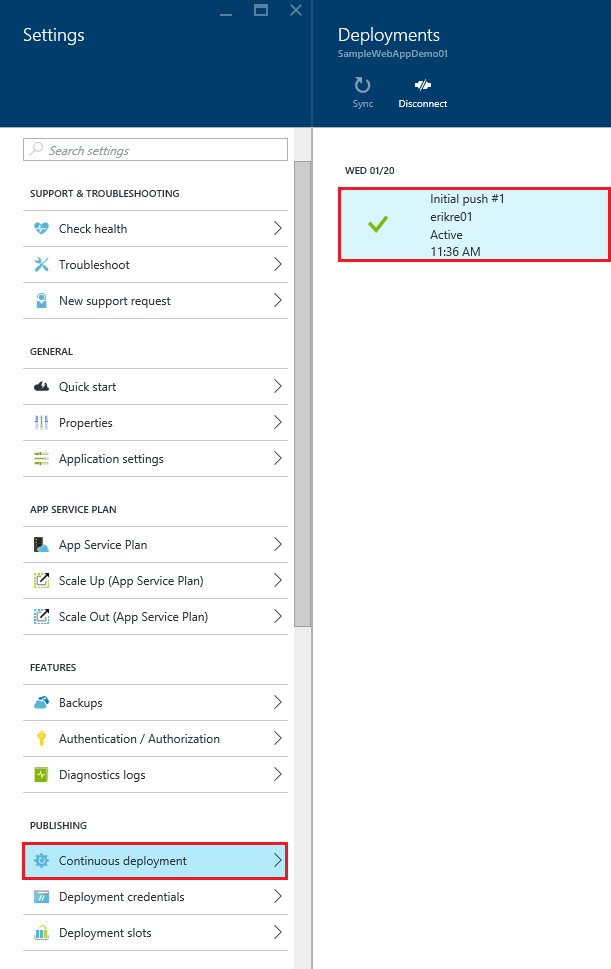 Settings
Search settings
SUPPORT & TROUBLESHOOTING
Check health
Troubleshoot
New support request
GENERAL
Quick start
Properties
Application settings
APP SERVICE PLAN
App Service Plan
Scale Up (App Service Plan)
Scale Out (App Service Plan)
FEATURES
Backups
Authentication / Authorization
Diagnostics logs
PUBLISHING
Continuous deployment
Deployment credentials
Deployment slots
Deployments
SampleWebAppDemo01
Sync
Disconnect
WED 01/20
Initial push #1
erikre01
Active
11:36 AM